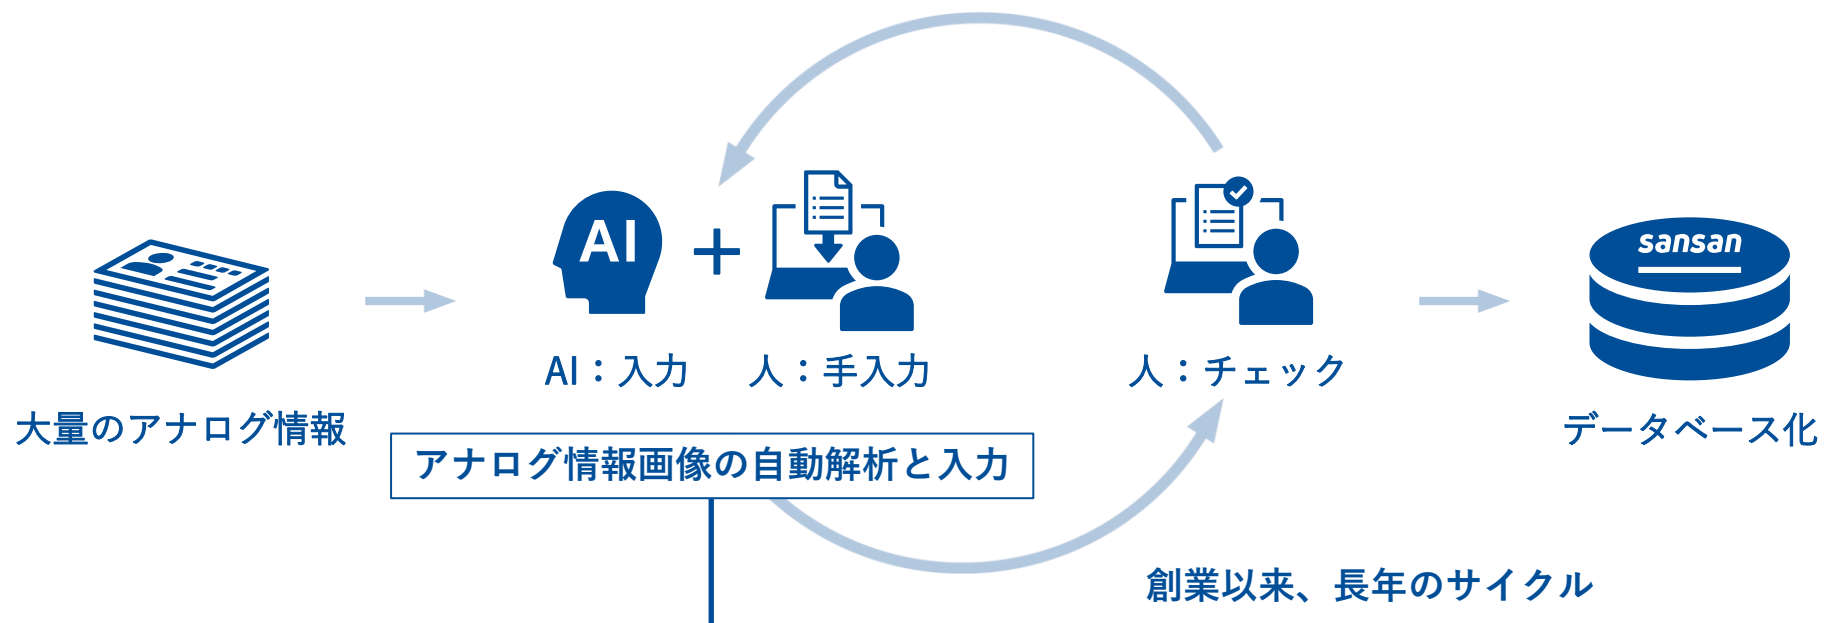 大量のアナログ情報
AI
AI：入力
人：手入力
アナログ情報画像の自動解析と入力
人：チェック
sansan
データベース化
創業以来、長年のサイクル